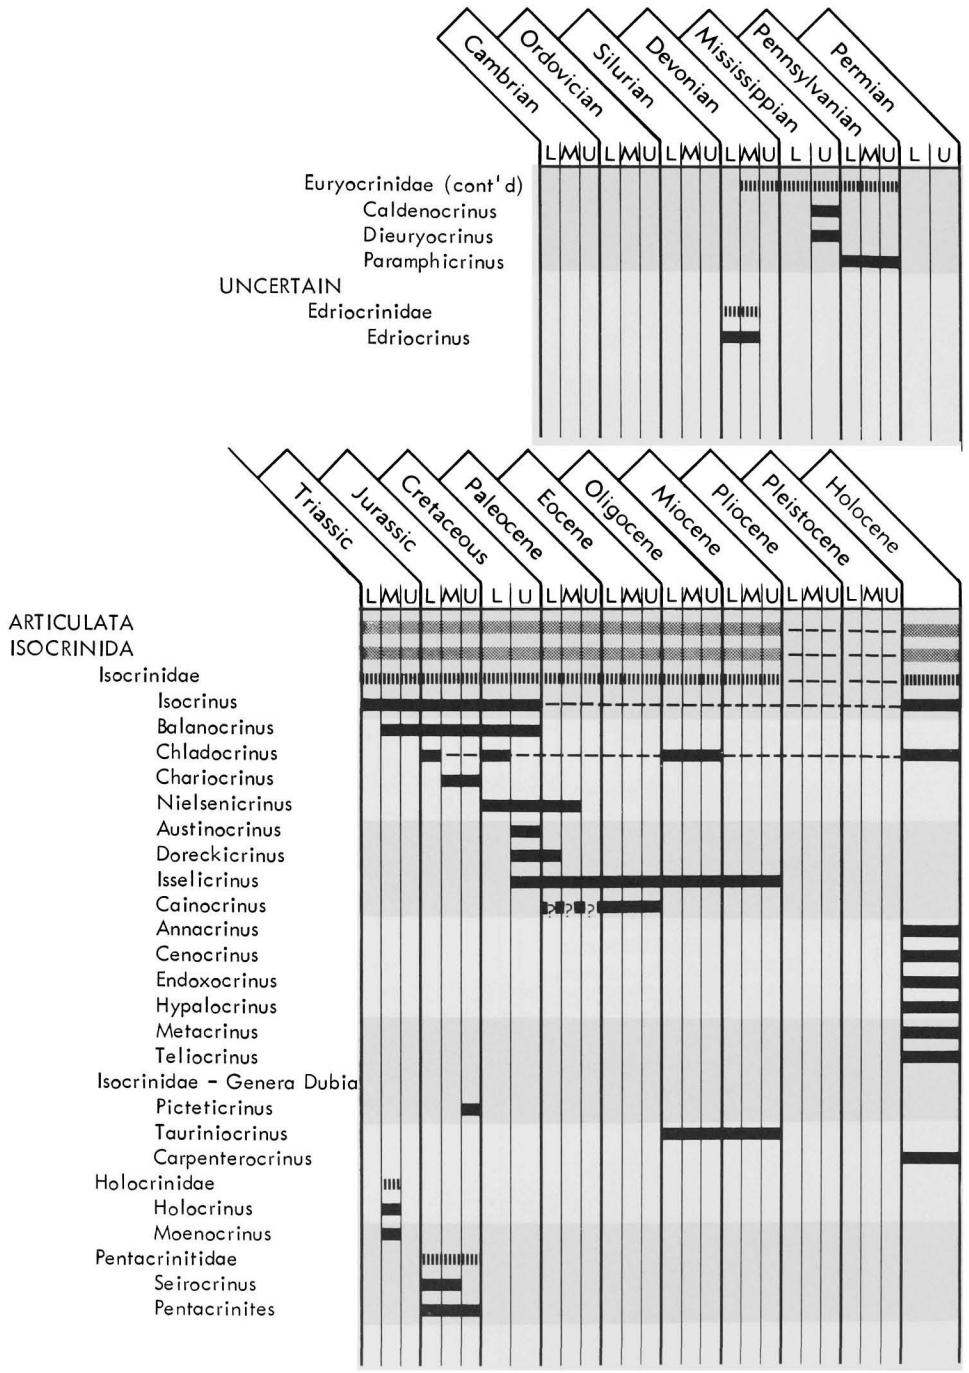 Cambrian
Ordovician
Silurian
Devonian
Mississippian
Pennsylvanian
Permian
L M U L M U L M U L M U L U L M U L U
Euryocrinidae (cont'd)
Caldenocrinus
Dieuryocrinus
Paramphicrinus
UNCERTAIN
Edriocrinidae
Edriocrinus
Triassic
Jurassic
Cretaceous
Paleocene
Eocene
Oligocene
Miocene
Pliocene
Pleistocene
Holocene
L M U L M U L U L M U L M U L M U L M U L M U L M U
ARTICULATA
ISOCRINIDA
Isocrinidae
Isocrinus
Balanocrinus
Chladocrinus
Chariocrinus
Nielsenicrinus
Austinocrinus
Doreckicrinus
Isselicrinus
Cainocrinus ? ? ?
Annacrinus
Cenocrinus
Endoxocrinus
Hypalocrinus
Metacrinus
Teliocrinus
Isocrinidae – Genera Dubia
Picteticrinus
Tauriniocrinus
Carpenterocrinus
Holocrinidae
Holocrinus
Moenocrinus
Pentacrinitidae
Seirocrinus
Pentacrinites